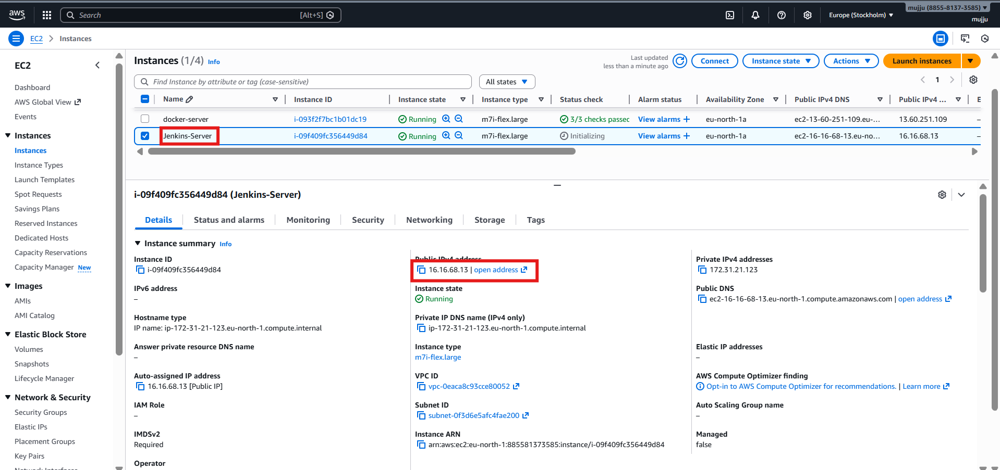 aws
Search
[Alt+S]
Europe (Stockholm)
mujju (8855-8137-3585)
mujju
EC2
Instances
EC2
Dashboard
AWS Global View
Events
Instances
Instances
Instance Types
Launch Templates
Spot Requests
Savings Plans
Reserved Instances
Dedicated Hosts
Capacity Reservations
Capacity Manager New
Images
AMIs
AMI Catalog
Elastic Block Store
Volumes
Snapshots
Lifecycle Manager
Network & Security
Security Groups
Elastic IPs
Placement Groups
Key Pairs
Network Interfaces
Instances (1/4) Info
Last updated
less than a minute ago
Connect
Instance state
Actions
Launch instances
Find Instance by attribute or tag (case-sensitive)
All states
1
Name Instance ID Instance state Instance type Status check Alarm status Availability Zone Public IPv4 DNS Public IPv4 ... E
docker-server i-093f2f7bc1b01dc19 Running m7i-flex.large 3/3 checks passec View alarms + eu-north-1a ec2-13-60-251-109.eu-... 13.60.251.109 –
Jenkins-Server i-09f409fc356449d84 Running m7i-flex.large Initializing View alarms + eu-north-1a ec2-16-16-68-13.eu-no... 16.16.68.13 –
i-09f409fc356449d84 (Jenkins-Server)
Details Status and alarms Monitoring Security Networking Storage Tags
Instance summary Info
Instance ID
i-09f409fc356449d84
Public IPv4 address
16.16.68.13 | open address
Private IPv4 addresses
172.31.21.123
IPv6 address
–
Instance state
Running
Public DNS
ec2-16-16-68-13.eu-north-1.compute.amazonaws.com | open address
Hostname type
IP name: ip-172-31-21-123.eu-north-1.compute.internal
Private IP DNS name (IPv4 only)
ip-172-31-21-123.eu-north-1.compute.internal
Answer private resource DNS name
–
Instance type
m7i-flex.large
Elastic IP addresses
–
Auto-assigned IP address
16.16.68.13 [Public IP]
VPC ID
vpc-0eaca8c93cce80052
AWS Compute Optimizer finding
Opt-in to AWS Compute Optimizer for recommendations. | Learn more
IAM Role
–
Subnet ID
subnet-0f3d6e5afc4fae200
Auto Scaling Group name
–
IMDSv2
Required
Instance ARN
arn:aws:ec2:eu-north-1:885581373585:instance/i-09f409fc356449d84
Managed
false
Operator